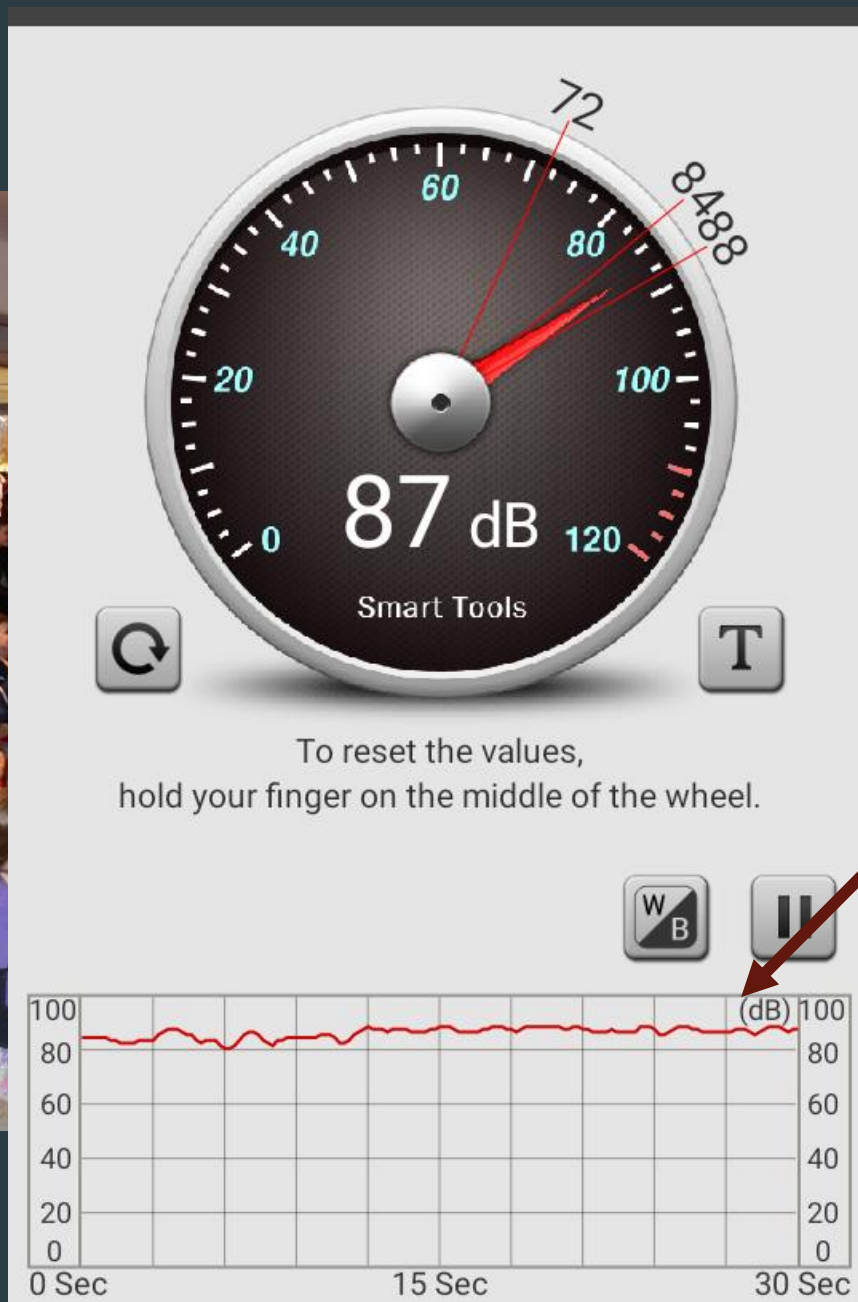 72
84
88
60
40
80
20
100
0
87 dB
120
Smart Tools
T
To reset the values,
hold your finger on the middle of the wheel.
W
B
100 (dB) 100
80 80
60 60
40 40
20 20
0 0
0 Sec 15 Sec 30 Sec